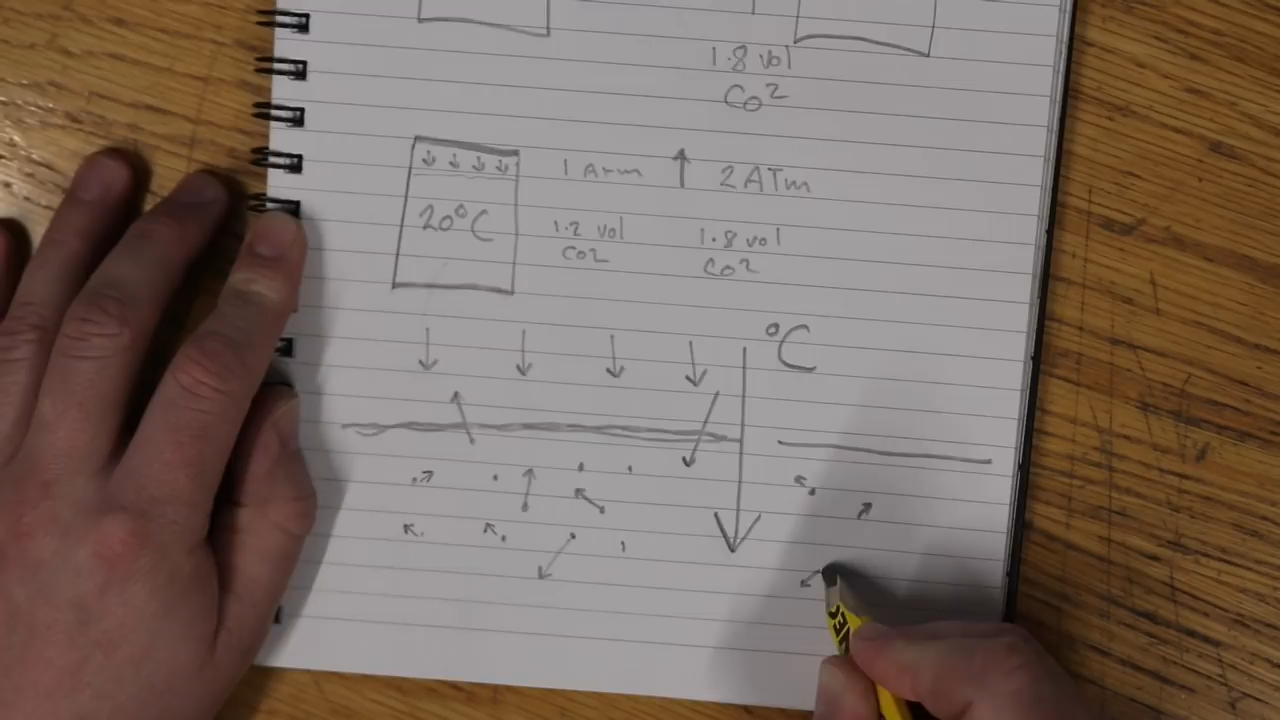 1.8 vol
Co²
1 Atm ↑ 2 ATm
20°C
1.2 vol
Co2
1.8 vol
Co²
°C